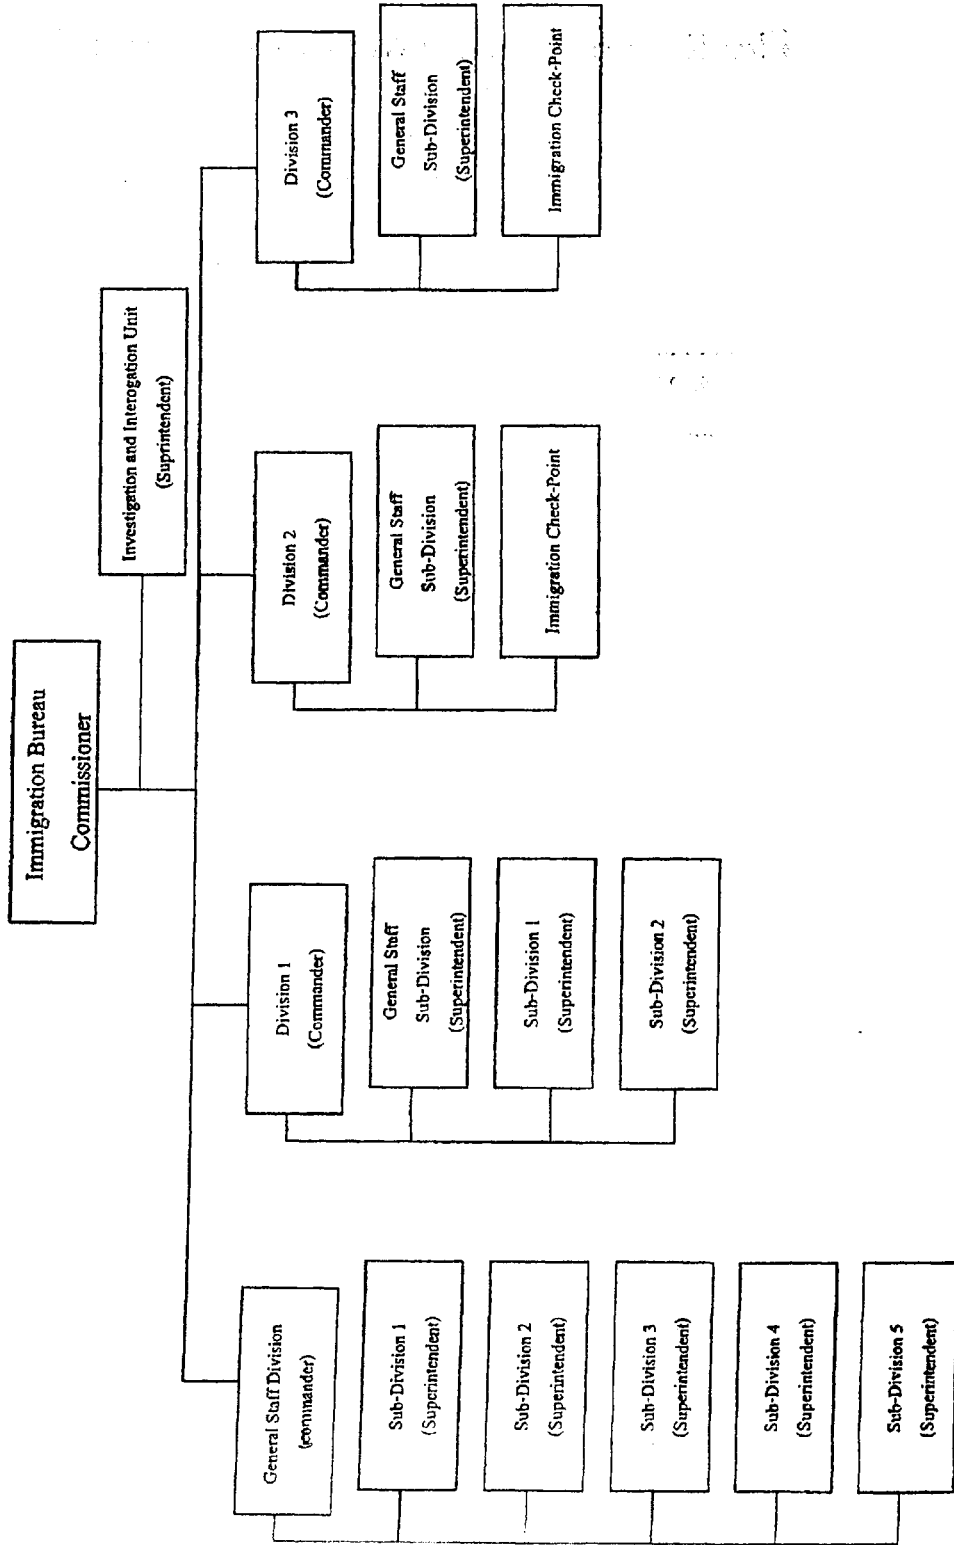 Immigration Bureau
Commissioner
Investigation and Interogation Unit
(Suprintendent)
General Staff Division
(commander)
Sub-Division 1
(Superintendent)
Sub-Division 2
(Superintendent)
Sub-Division 3
(Superintendent)
Sub-Division 4
(Superintendent)
Sub-Division 5
(Superintendent)
Division 1
(Commander)
General Staff
Sub-Division
(Superintendent)
Sub-Division 1
(Superintendent)
Sub-Division 2
(Superintendent)
Division 2
(Commander)
General Staff
Sub-Division
(Superintendent)
Immigration Check-Point
Division 3
(Commander)
General Staff
Sub-Division
(Superintendent)
Immigration Check-Point